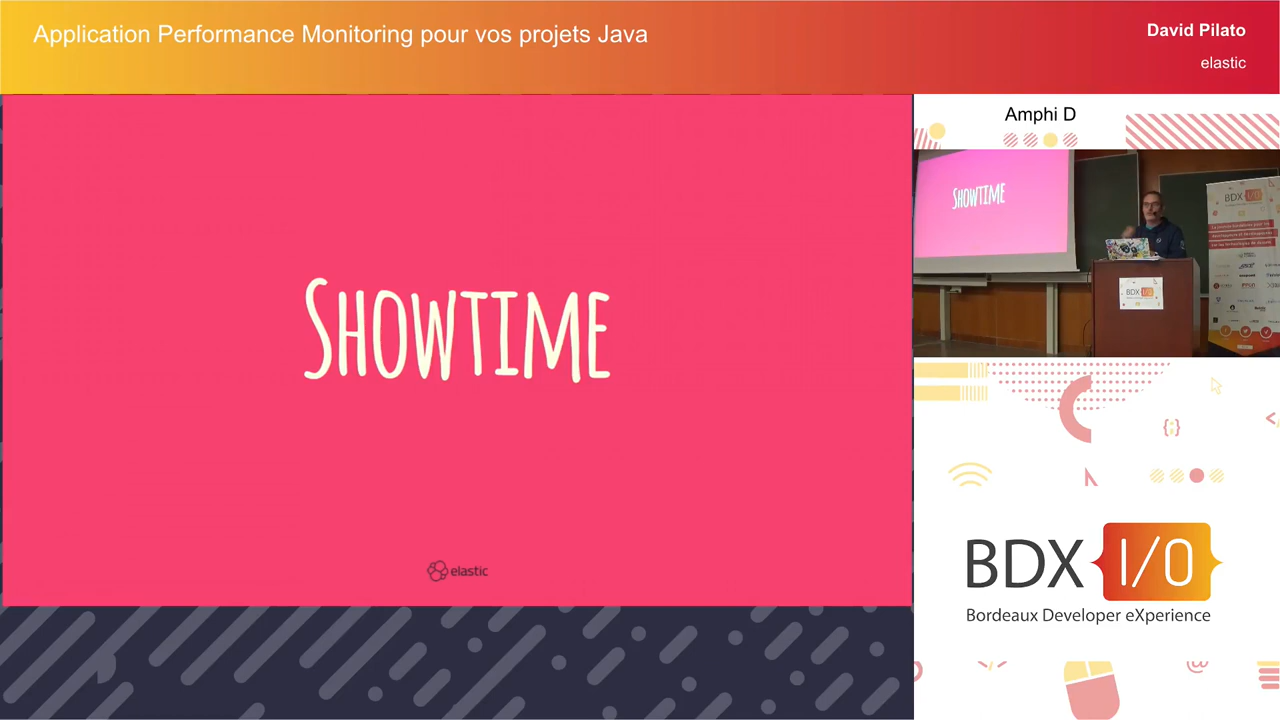 Application Performance Monitoring pour vos projets Java
David Pilato
elastic
Amphi D
SHOWTIME
elastic
SHOWTIME
BDX I/O
BDX I/O
BDX I/O
Bordeaux Developer eXperience